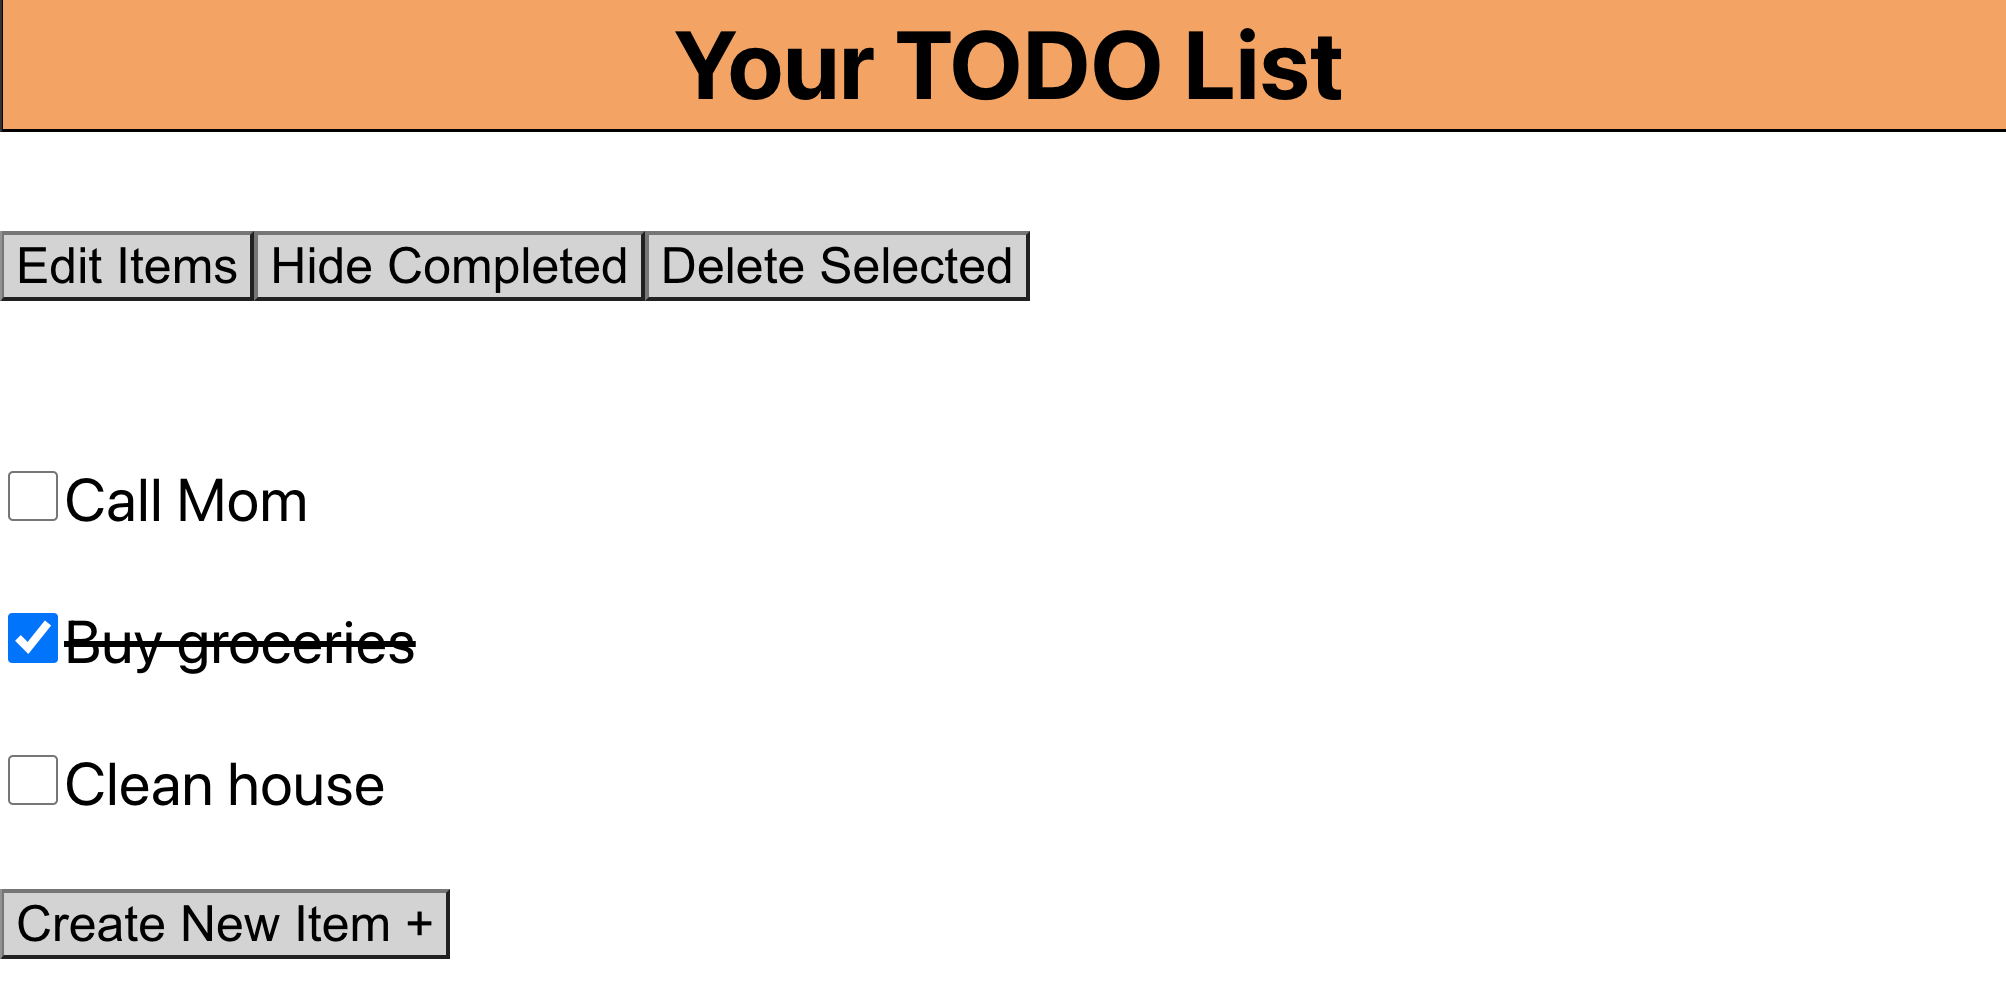 Your TODO List
Edit Items Hide Completed Delete Selected
Call Mom
Buy groceries
Clean house
Create New Item +